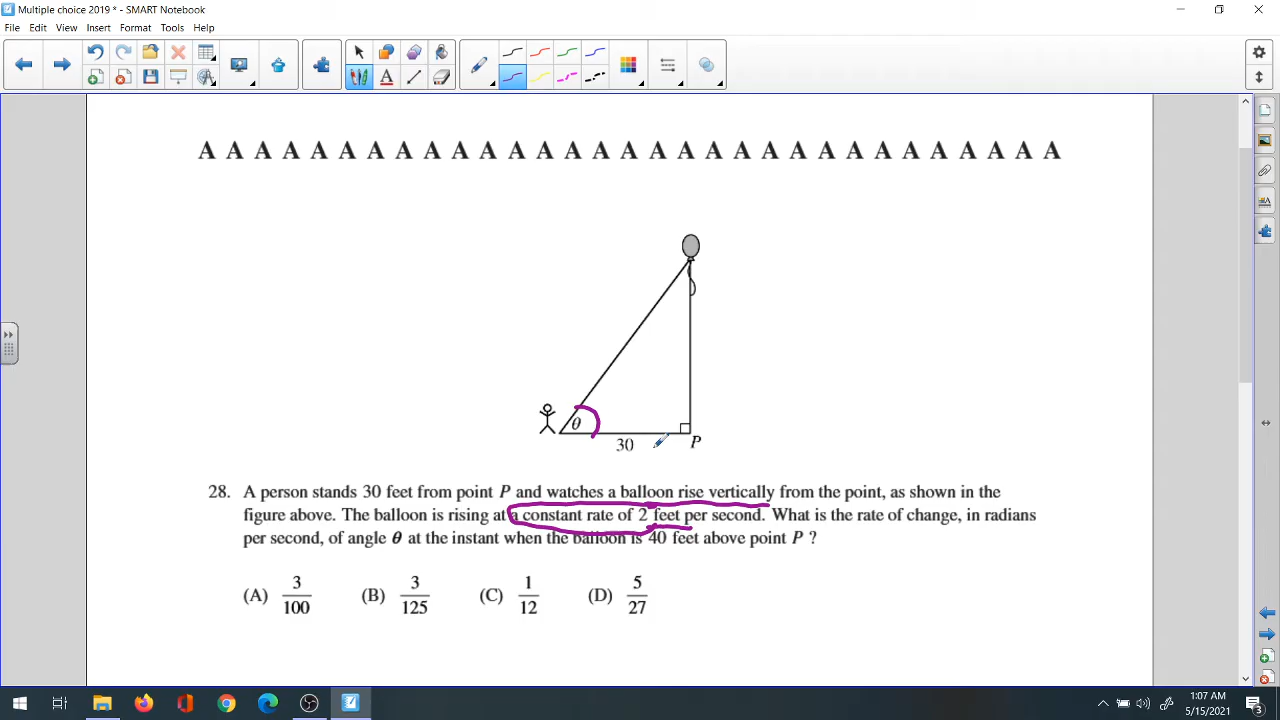 Multiple choice 2019 * - SMART Notebook
File Edit View Insert Format Tools Help
A A A A A A A A A A A A A A A A A A A A A A A A A A A A A A A
θ
30
P
28. A person stands 30 feet from point P and watches a balloon rise vertically from the point, as shown in the
figure above. The balloon is rising at a constant rate of 2 feet per second. What is the rate of change, in radians
per second, of angle θ at the instant when the balloon is 40 feet above point P ?
(A) 3/100 (B) 3/125 (C) 1/12 (D) 5/27
1:07 AM
5/15/2021
3